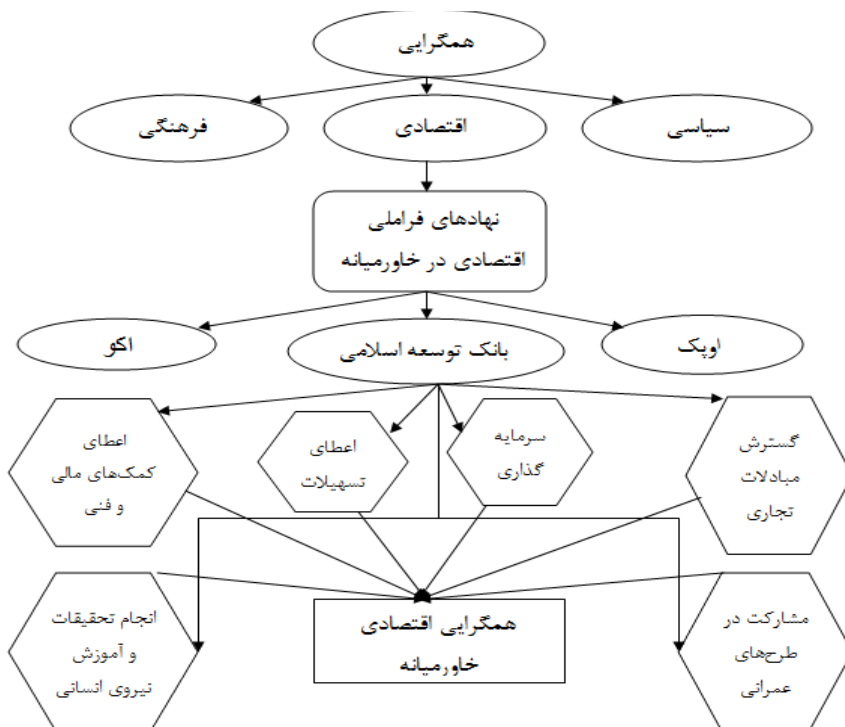 همگرایی
سیاسی
اقتصادی
فرهنگی
نهادهای فراملی
اقتصادی در خاورمیانه
اوپک
بانک توسعه اسلامی
اکو
گسترش
مبادلات
تجاری
سرمایه
گذاری
اعطای
تسهیلات
اعطای
کمک‌های مالی
و فنی
مشارکت در
طرح‌های
عمرانی
همگرایی اقتصادی
خاورمیانه
انجام تحقیقات
و آموزش
نیروی انسانی